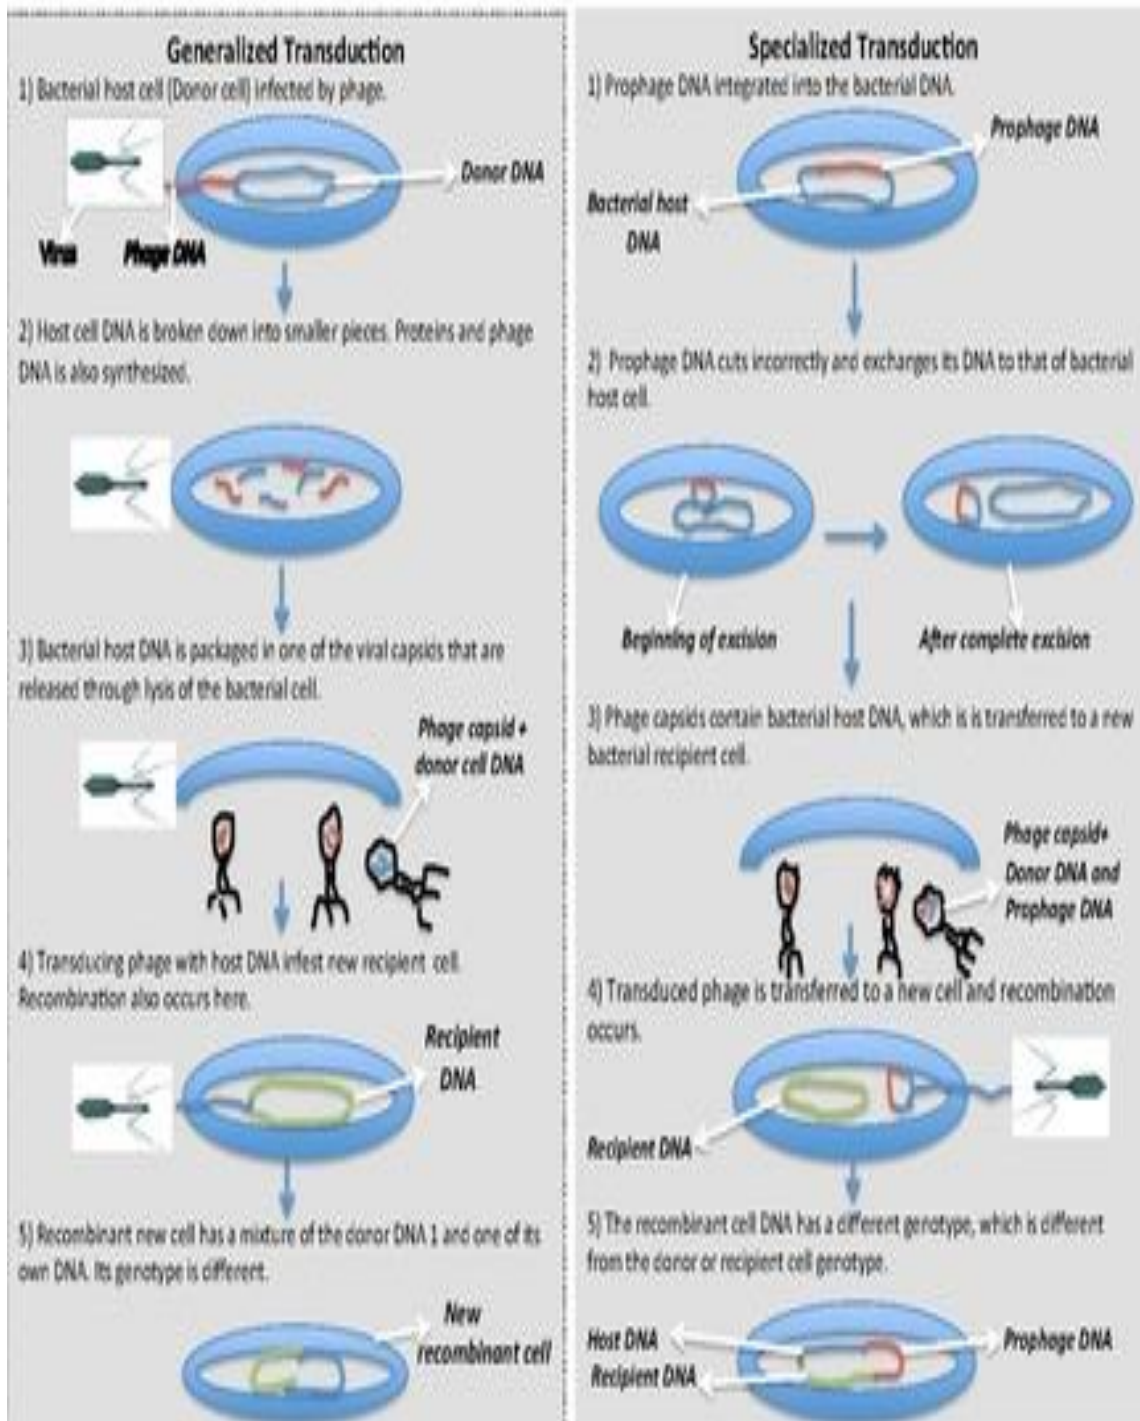 Generalized Transduction
1) Bacterial host cell (Donor cell) infected by phage.
Donor DNA
Virus
Phage DNA
2) Host cell DNA is broken down into smaller pieces. Proteins and phage
DNA is also synthesized.
3) Bacterial host DNA is packaged in one of the viral capsids that are
released through lysis of the bacterial cell.
Phage capsid +
donor cell DNA
4) Transducing phage with host DNA infest new recipient cell.
Recombination also occurs here.
Recipient
DNA
5) Recombinant new cell has a mixture of the donor DNA 1 and one of its
own DNA. Its genotype is different.
New
recombinant cell
Specialized Transduction
1) Prophage DNA integrated into the bacterial DNA.
Prophage DNA
Bacterial host
DNA
2) Prophage DNA cuts incorrectly and exchanges its DNA to that of bacterial
host cell.
Beginning of excision
After complete excision
3) Phage capsids contain bacterial host DNA, which is is transferred to a new
bacterial recipient cell.
Phage capsid+
Donor DNA and
Prophage DNA
4) Transduced phage is transferred to a new cell and recombination
occurs.
Recipient DNA
5) The recombinant cell DNA has a different genotype, which is different
from the donor or recipient cell genotype.
Host DNA
Prophage DNA
Recipient DNA